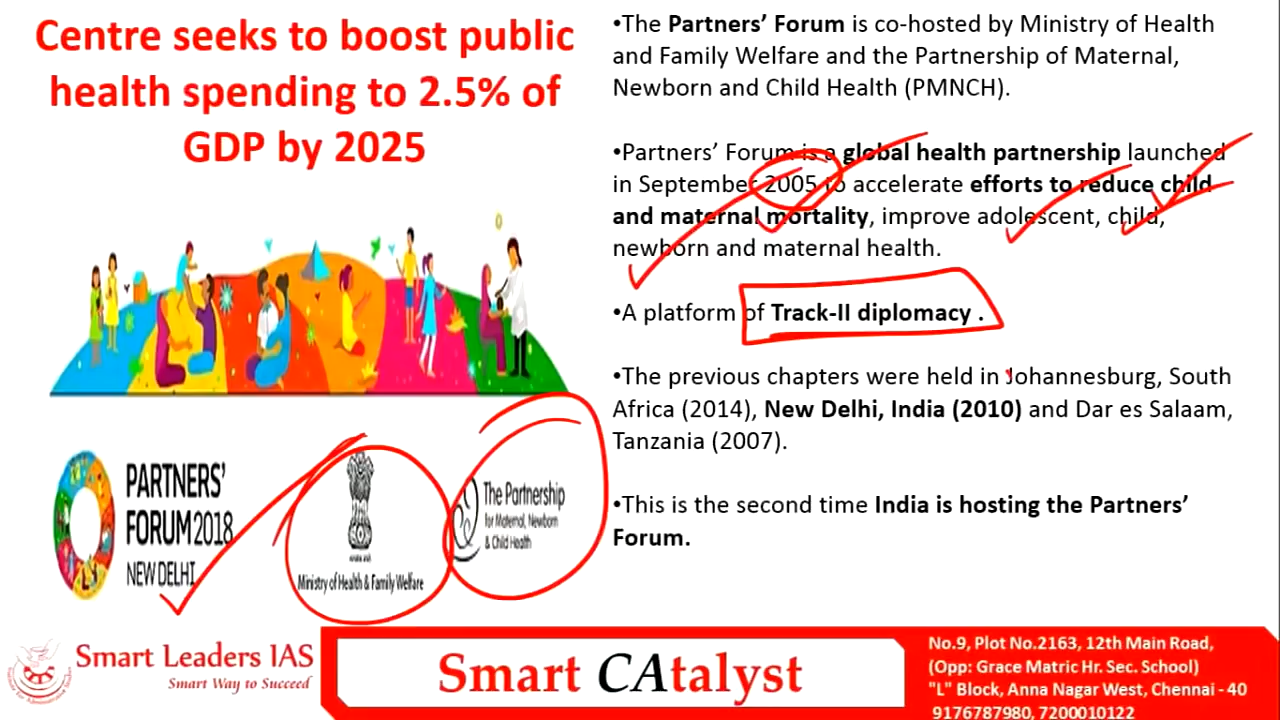 Centre seeks to boost public
health spending to 2.5% of
GDP by 2025
•The Partners’ Forum is co-hosted by Ministry of Health
and Family Welfare and the Partnership of Maternal,
Newborn and Child Health (PMNCH).
•Partners’ Forum is a global health partnership launched
in September 2005 to accelerate efforts to reduce child
and maternal mortality, improve adolescent, child,
newborn and maternal health.
•A platform of Track-II diplomacy .
•The previous chapters were held in Johannesburg, South
Africa (2014), New Delhi, India (2010) and Dar es Salaam,
Tanzania (2007).
•This is the second time India is hosting the Partners’
Forum.
PARTNERS’
FORUM 2018
NEW DELHI
Ministry of Health & Family Welfare
The Partnership
for Maternal, Newborn
& Child Health
Smart Leaders IAS
Smart Way to Succeed
Smart CAtalyst
No.9, Plot No.2163, 12th Main Road,
(Opp: Grace Matric Hr. Sec. School)
"L" Block, Anna Nagar West, Chennai - 40
9176787980, 7200010122